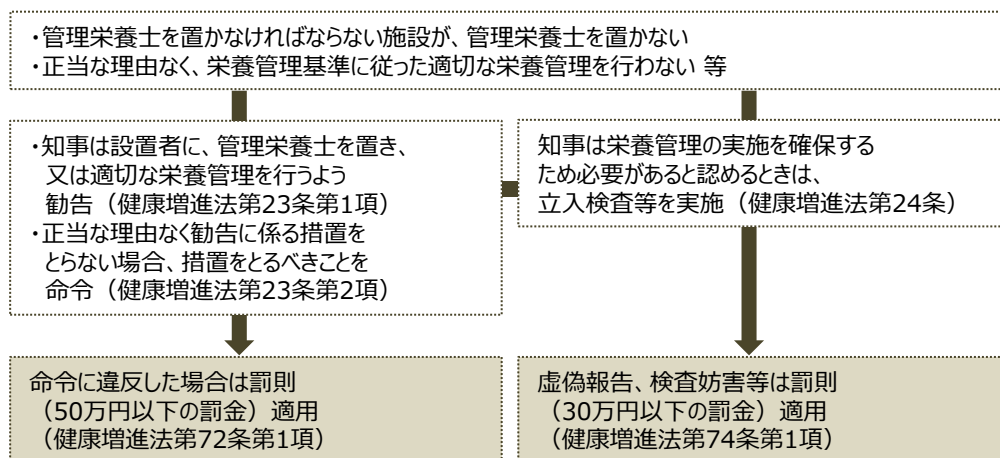 ・管理栄養士を置かなければならない施設が、管理栄養士を置かない
・正当な理由なく、栄養管理基準に従った適切な栄養管理を行わない 等
・知事は設置者に、管理栄養士を置き、
又は適切な栄養管理を行うよう
勧告（健康増進法第23条第1項）
・正当な理由なく勧告に係る措置を
とらない場合、措置をとるべきことを
命令（健康増進法第23条第2項）
知事は栄養管理の実施を確保する
ため必要があると認めるときは、
立入検査等を実施（健康増進法第24条）
命令に違反した場合は罰則
（50万円以下の罰金）適用
（健康増進法第72条第1項）
虚偽報告、検査妨害等は罰則
（30万円以下の罰金）適用
（健康増進法第74条第1項）